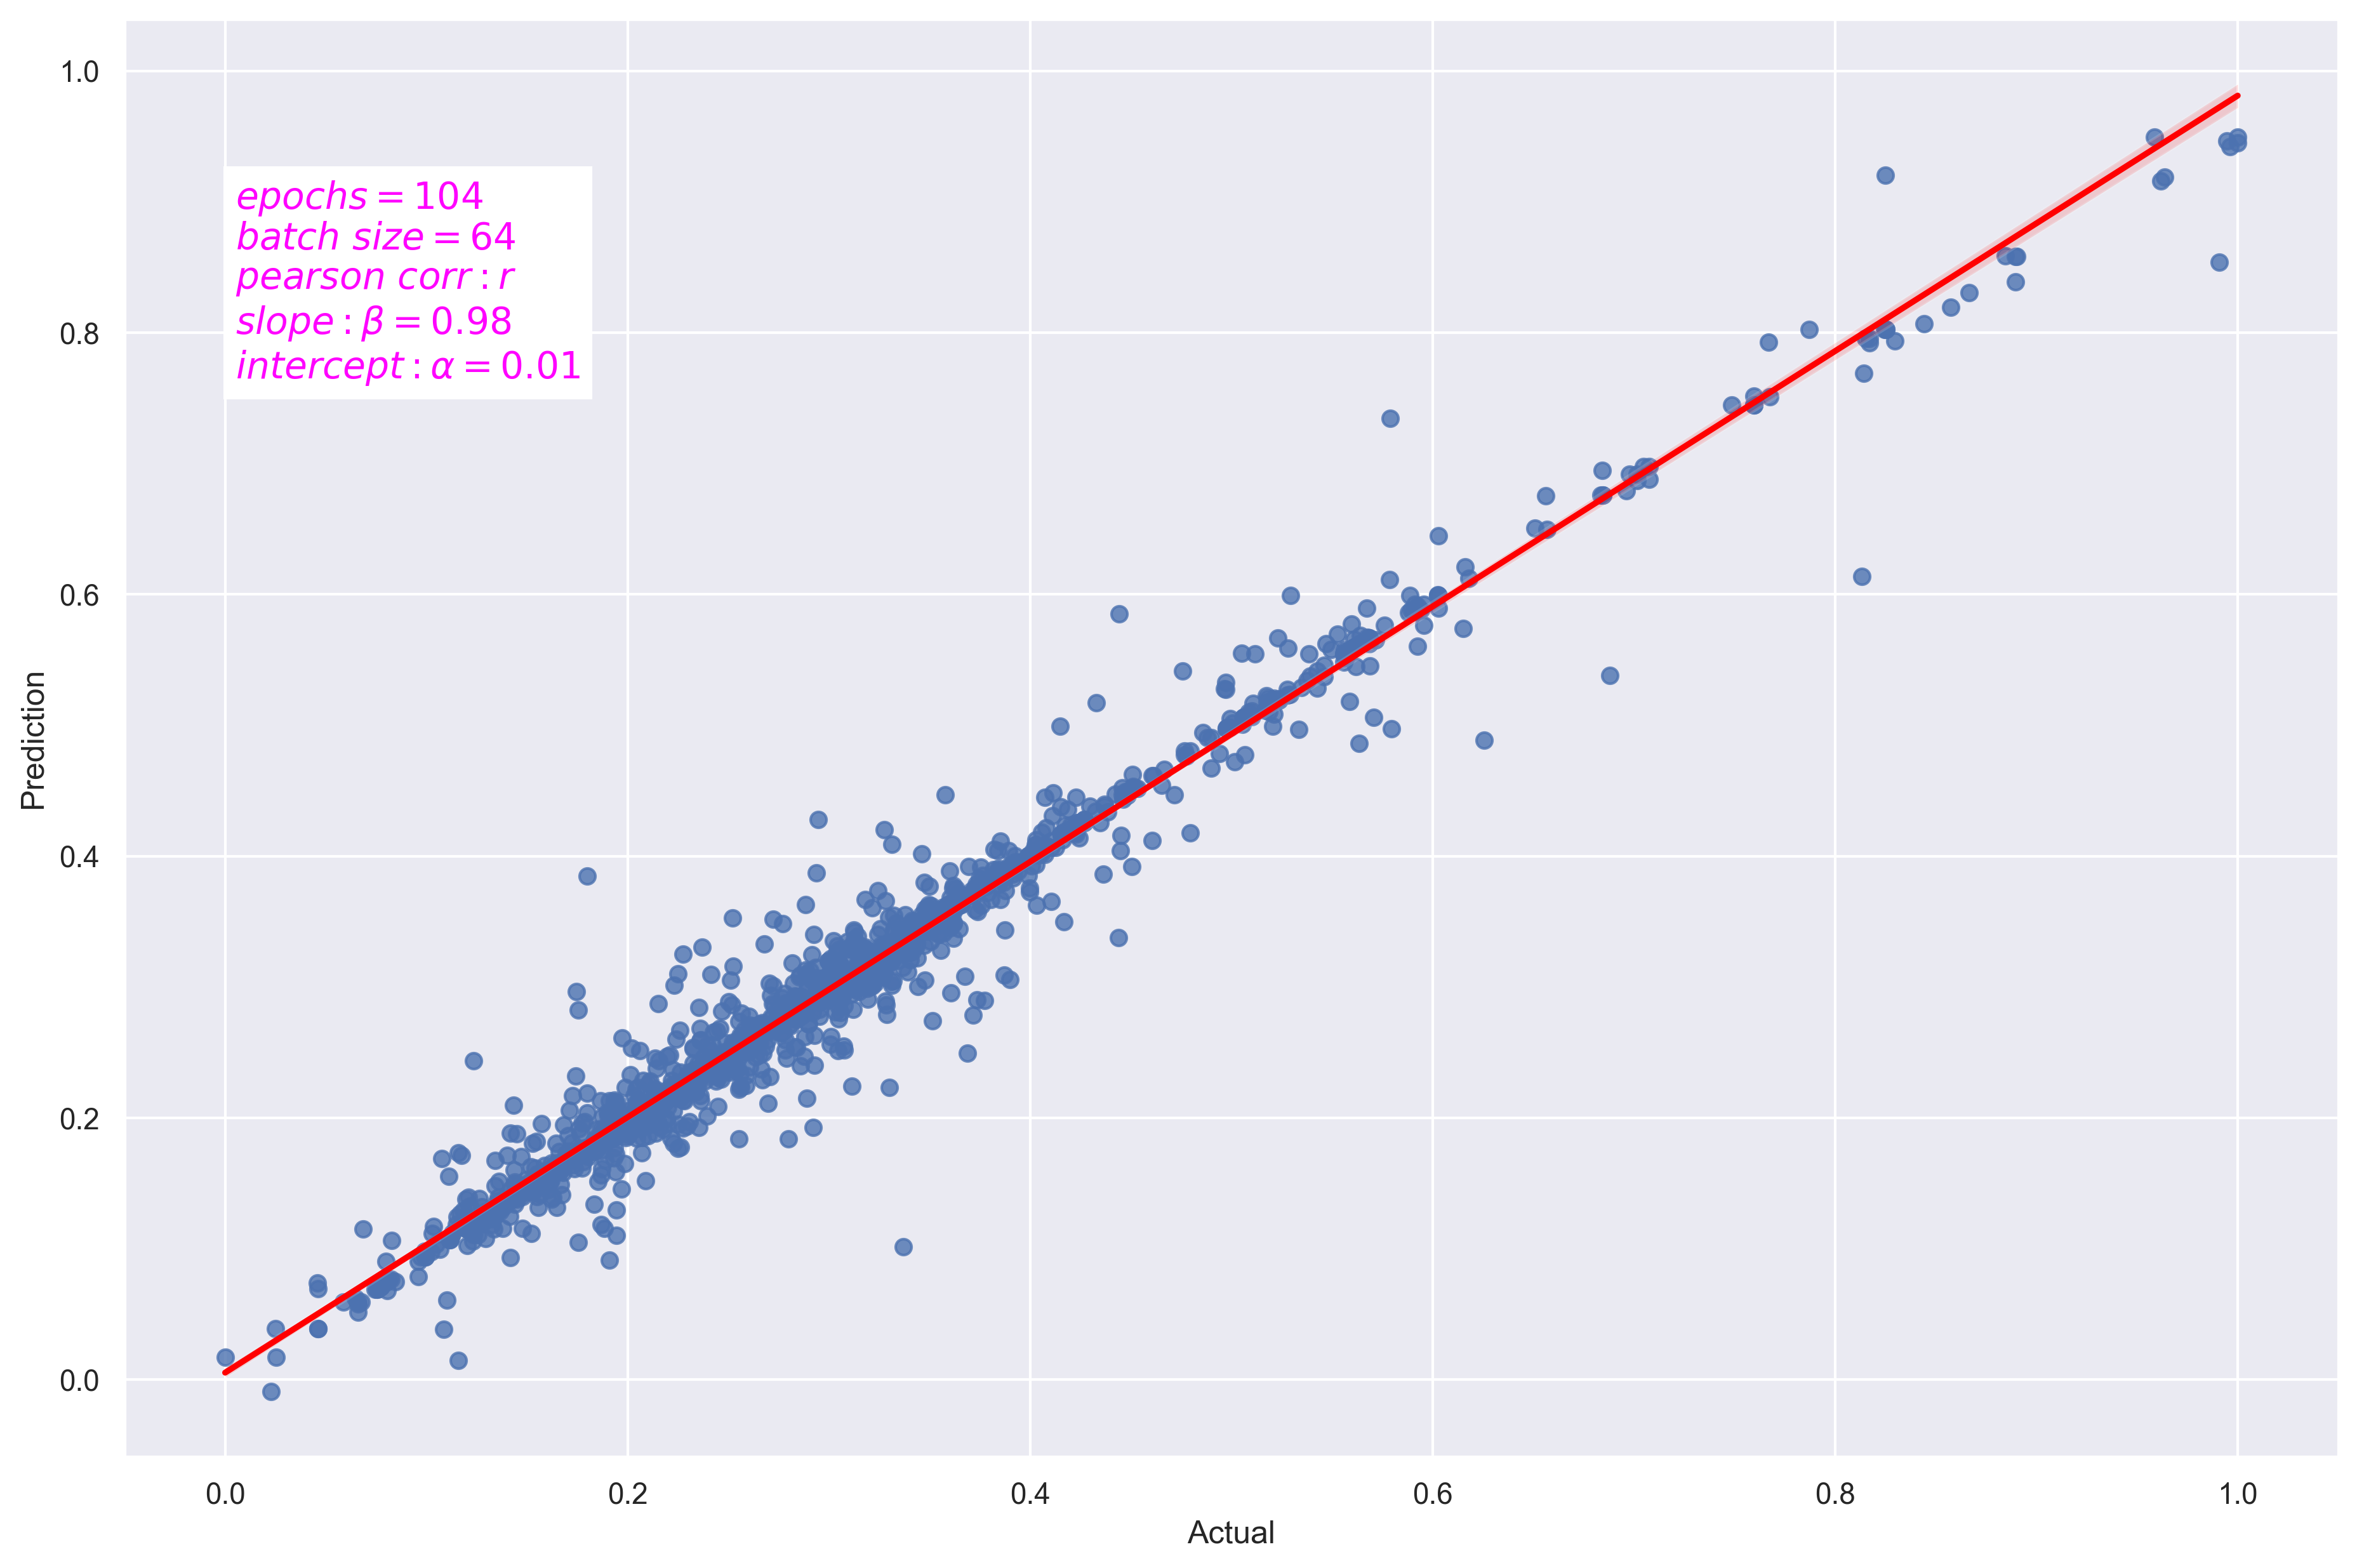 1.0
0.8
0.6
0.4
0.2
0.0
Prediction
epochs = 104
batch size = 64
pearson corr : r
slope : β = 0.98
intercept : α = 0.01
0.0 0.2 0.4 0.6 0.8 1.0
Actual